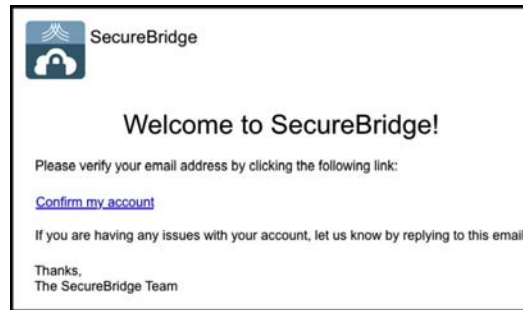 SecureBridge
Welcome to SecureBridge!
Please verify your email address by clicking the following link:
Confirm my account
If you are having any issues with your account, let us know by replying to this email
Thanks,
The SecureBridge Team